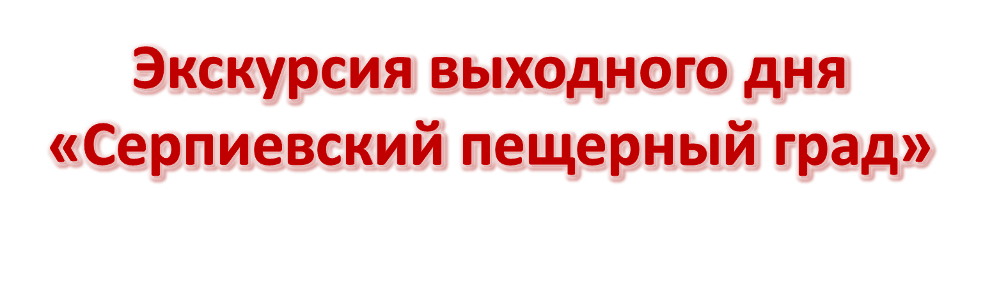 Экскурсия выходного дня
«Серпиевский пещерный град»